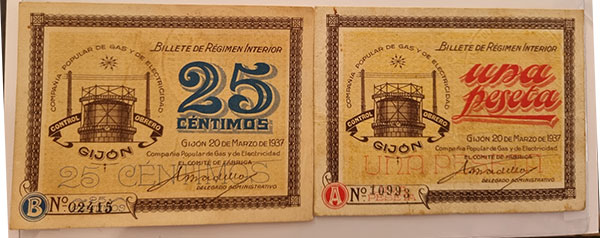 COMPAÑIA POPULAR DE GAS Y DE ELECTRICIDAD
CONTROL OBRERO
GIJÓN
BILLETE DE RÉGIMEN INTERIOR
25
CÉNTIMOS
GIJÓN 20 DE MARZO DE 1937
Compañía Popular de Gas y de Electricidad
EL COMITÉ DE FÁBRICA
DELEGADO ADMINISTRATIVO
25 CENTIMOS
B Nº 02415
COMPAÑIA POPULAR DE GAS Y DE ELECTRICIDAD
CONTROL OBRERO
GIJÓN
BILLETE DE RÉGIMEN INTERIOR
una
peseta
GIJÓN 20 DE MARZO DE 1937
Compañía Popular de Gas y de Electricidad
EL COMITÉ DE FÁBRICA
DELEGADO ADMINISTRATIVO
UNA PESETA
A Nº 10993
PESETA